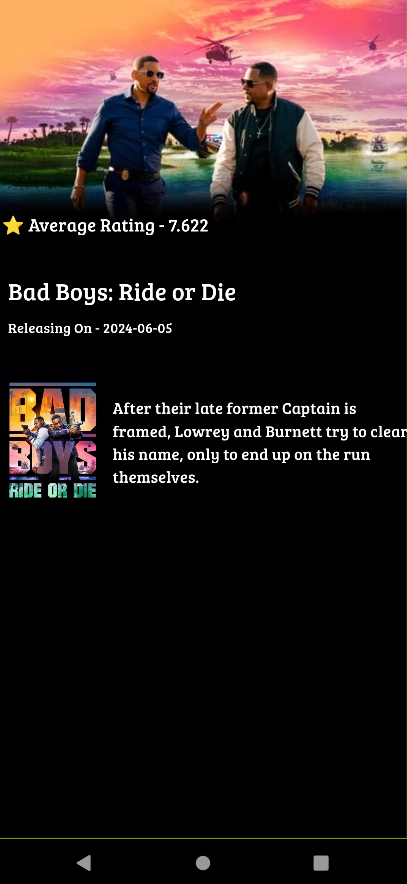 ⭐ Average Rating - 7.622
Bad Boys: Ride or Die
Releasing On - 2024-06-05
BAD
BOYS
RIDE OR DIE
After their late former Captain is
framed, Lowrey and Burnett try to clear
his name, only to end up on the run
themselves.